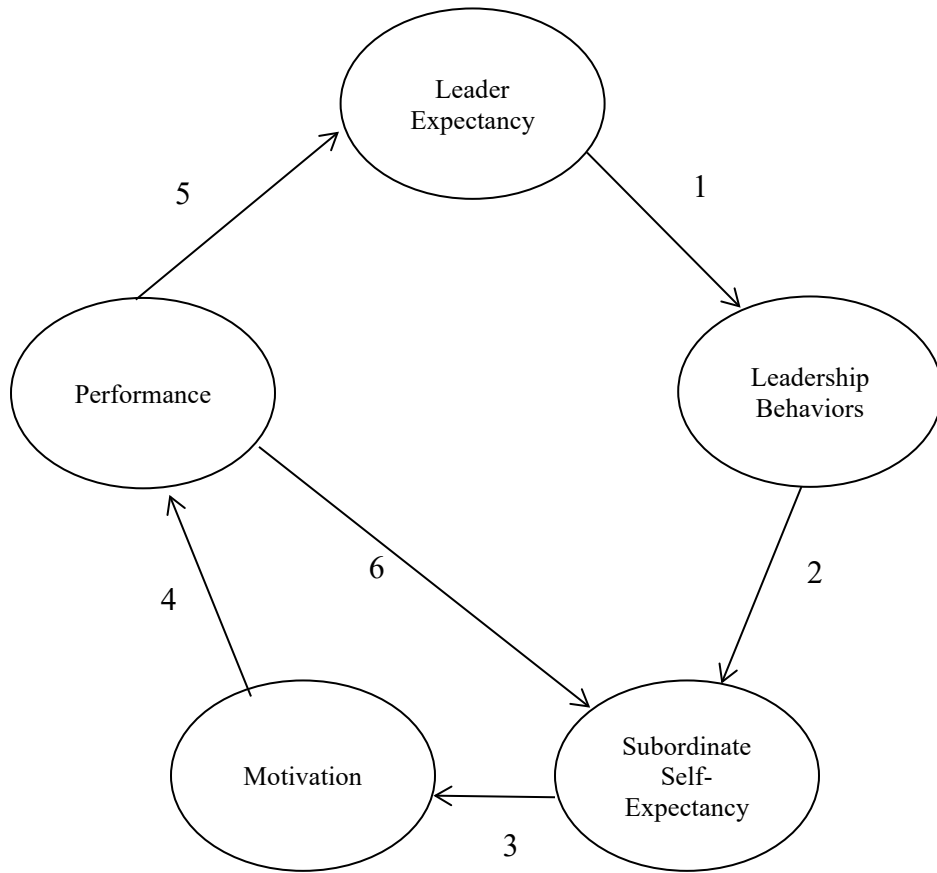 Leader
Expectancy
5
1
Performance
Leadership
Behaviors
6
2
4
Motivation
Subordinate
Self-
Expectancy
3